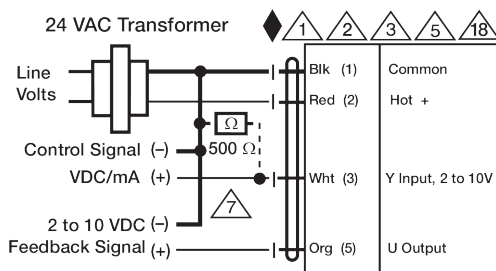 24 VAC Transformer
1 2 3 5 18
Line
Volts
Blk (1) Common
Red (2) Hot +
Ω
500 Ω
Control Signal (–)
VDC/mA (+)
Wht (3) Y Input, 2 to 10V
7
2 to 10 VDC (–)
Feedback Signal (+)
Org (5) U Output